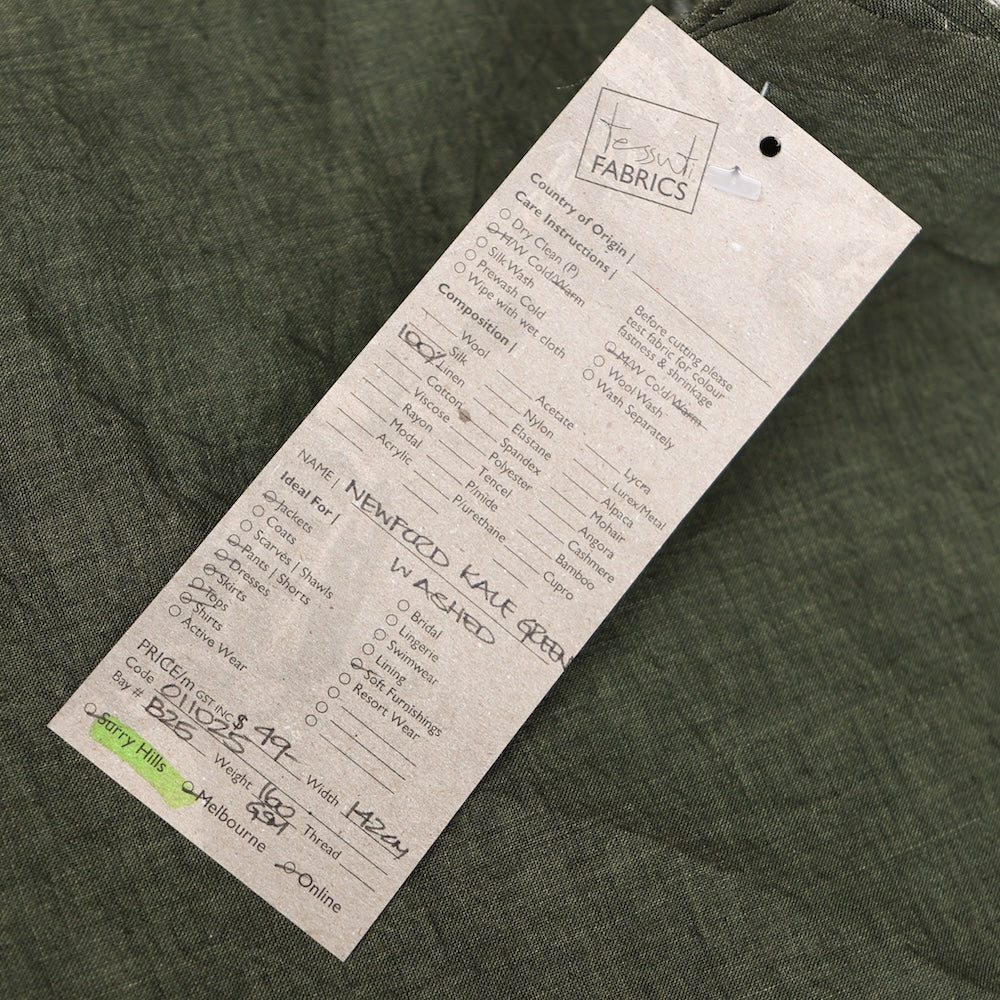 Tessuti
FABRICS
Country of Origin |
Care Instructions |
Dry Clean (P)
H/W Cold/Warm
Silk Wash
Prewash Cold
Wipe with wet cloth
Before cutting please
test fabric for colour
fastness & shrinkage
M/W Cold/Warm
Wool Wash
Wash Separately
Composition |
Wool
Silk
100% Linen
Cotton
Viscose
Rayon
Modal
Acrylic
Acetate
Nylon
Elastane
Spandex
Polyester
Tencel
P/mide
P/urethane
Lycra
Lurex/Metal
Alpaca
Mohair
Angora
Cashmere
Bamboo
Cupro
NAME | NEWFORD KALE GREEN
WASHED
Ideal For |
Jackets
Coats
Scarves | Shawls
Pants | Shorts
Dresses
Skirts
Tops
Shirts
Active Wear
Bridal
Lingerie
Swimwear
Lining
Soft Furnishings
Resort Wear
PRICE/m GST INC $ 49-
Code 011025
Bay # B26
Weight 160 GSM
Width 142cm
Thread
Surry Hills
Melbourne
Online